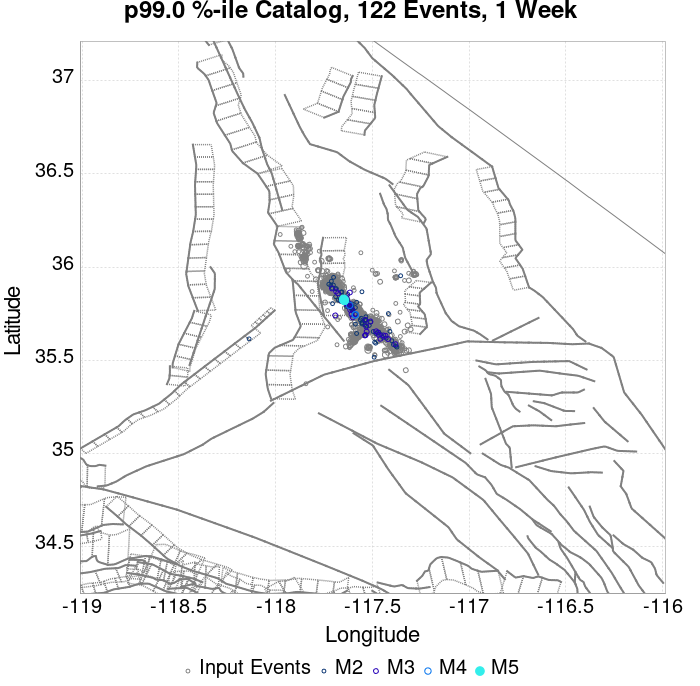 p99.0 %-ile Catalog, 122 Events, 1 Week
37
36.5
36
35.5
35
34.5
Latitude
-119 -118.5 -118 -117.5 -117 -116.5 -116
Longitude
Input Events M2 M3 M4 M5